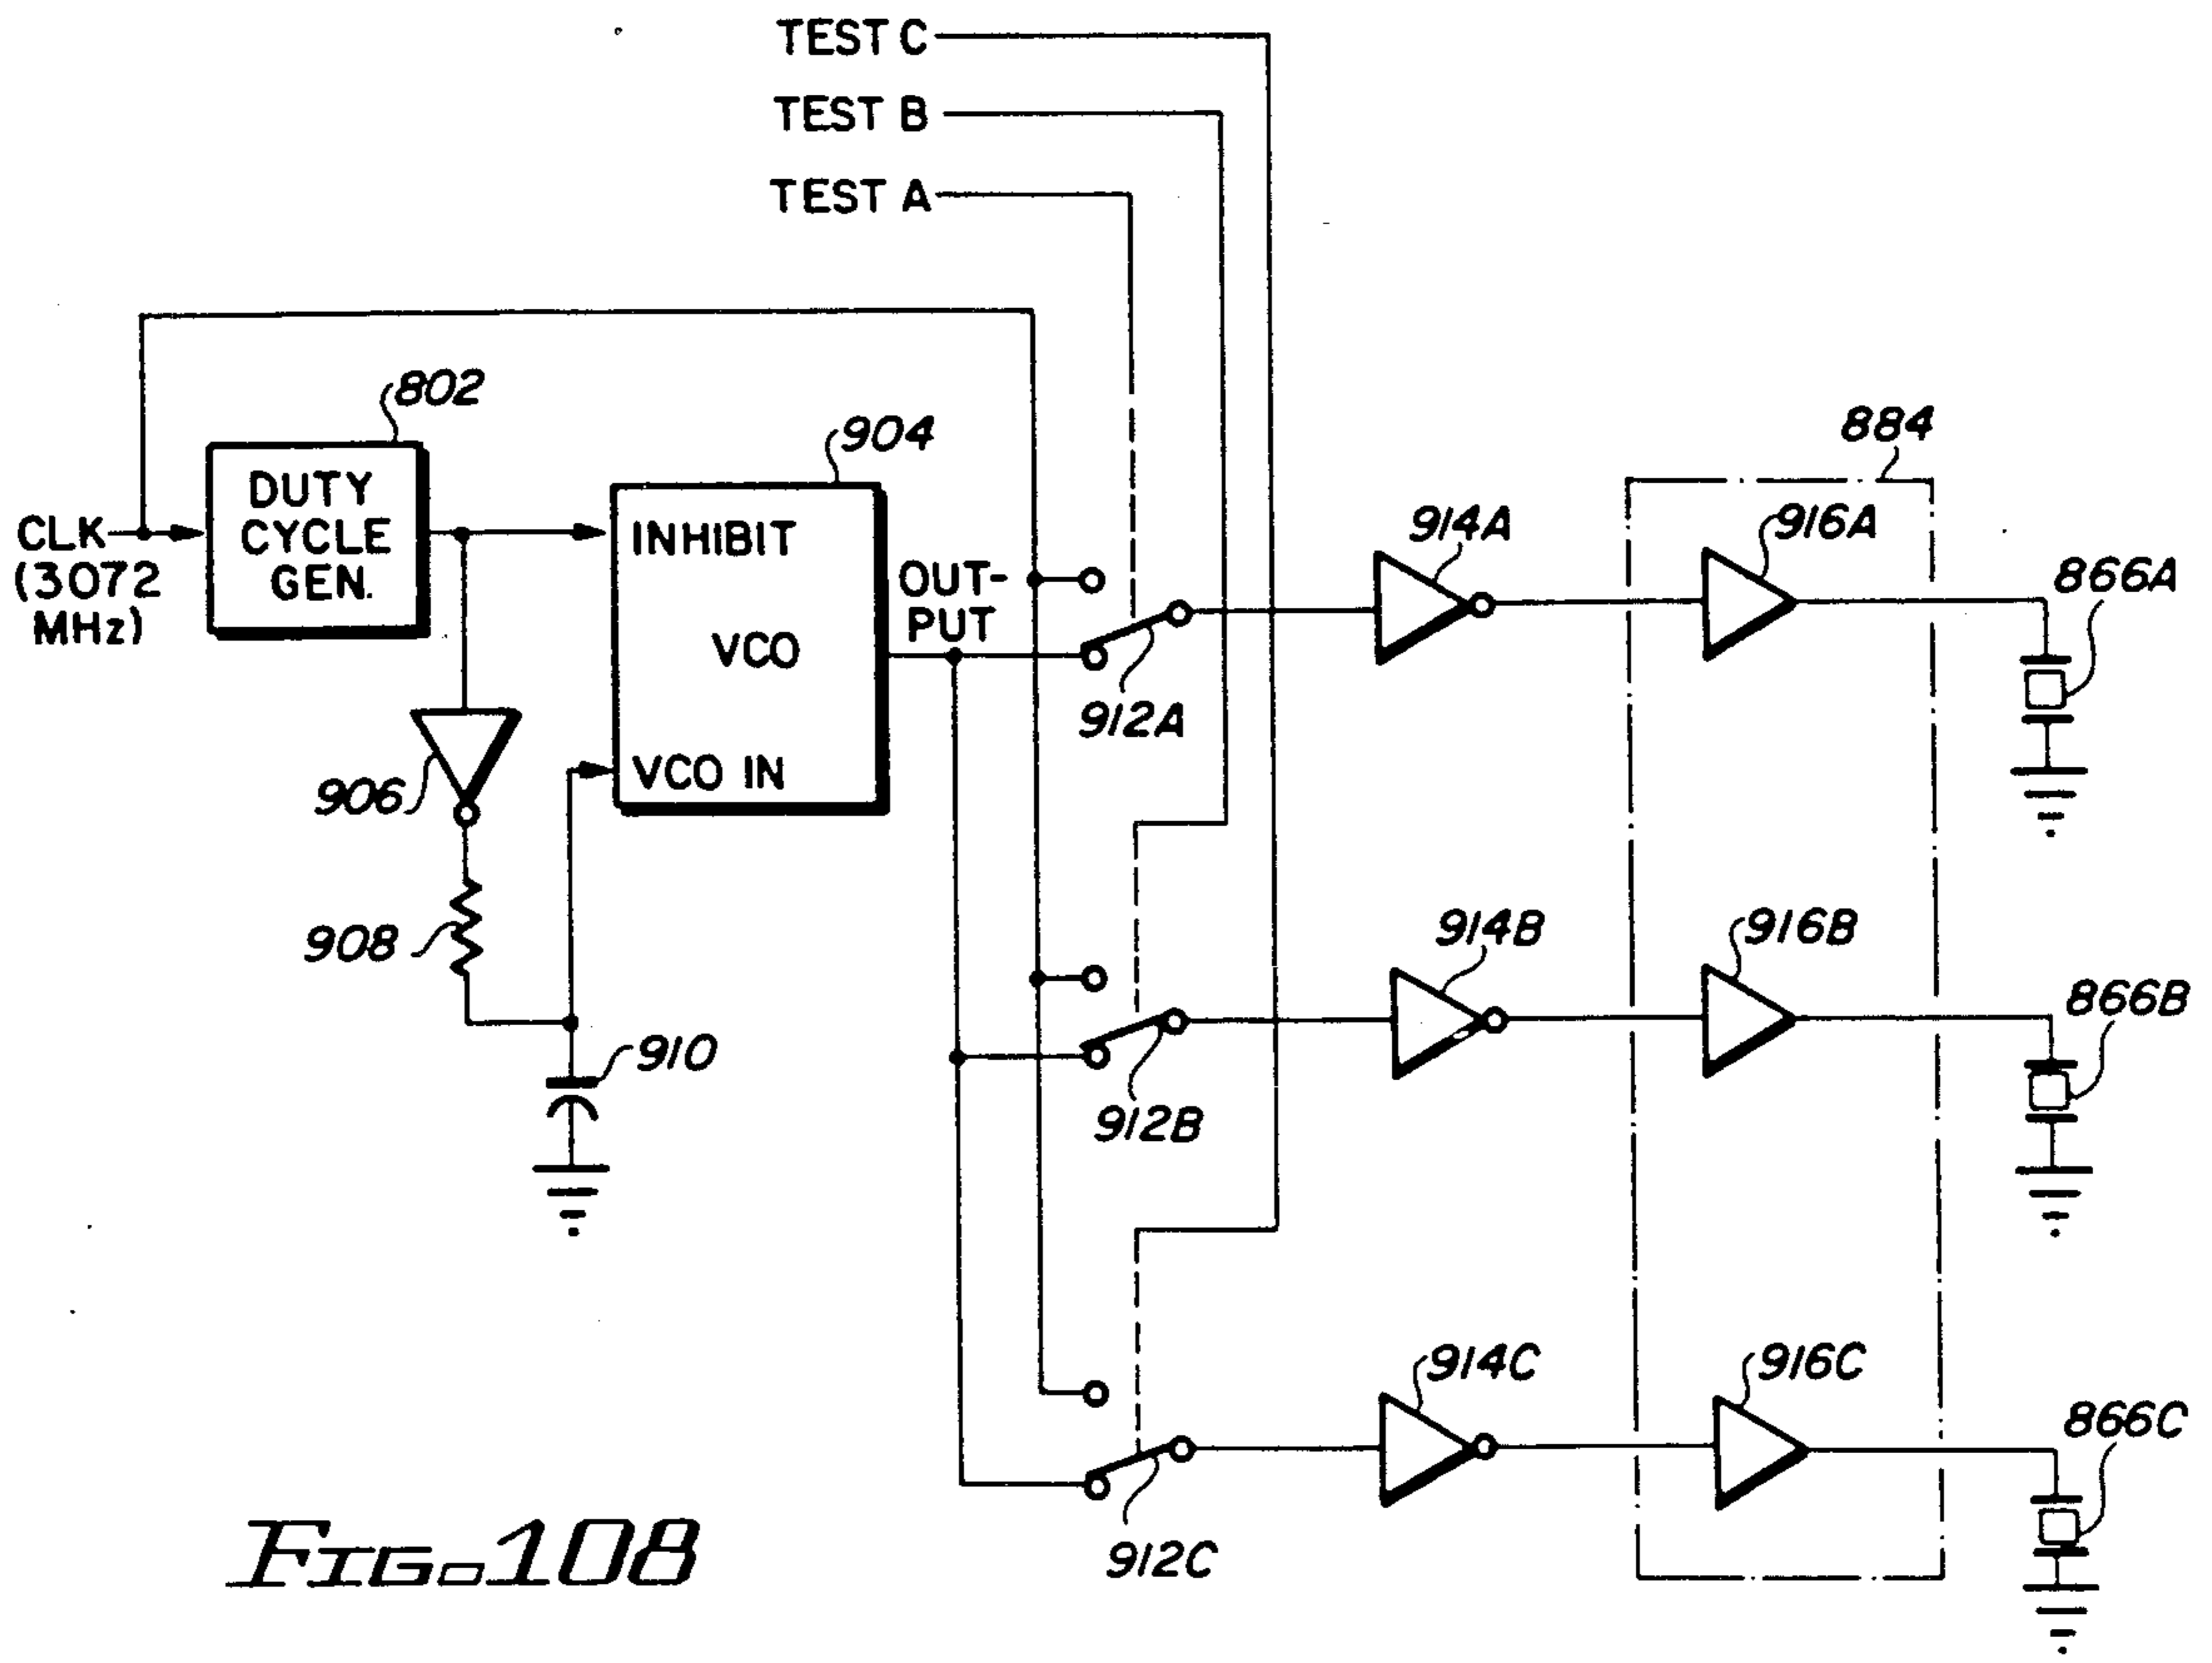 TEST C
TEST B
TEST A
802
904
884
CLK
(3072
MHz)
DUTY
CYCLE
GEN.
INHIBIT
VCO
VCO IN
OUT-
PUT
914A
916A
866A
912A
906
908
910
914B
916B
866B
912B
914C
916C
866C
912C
FIG. 108